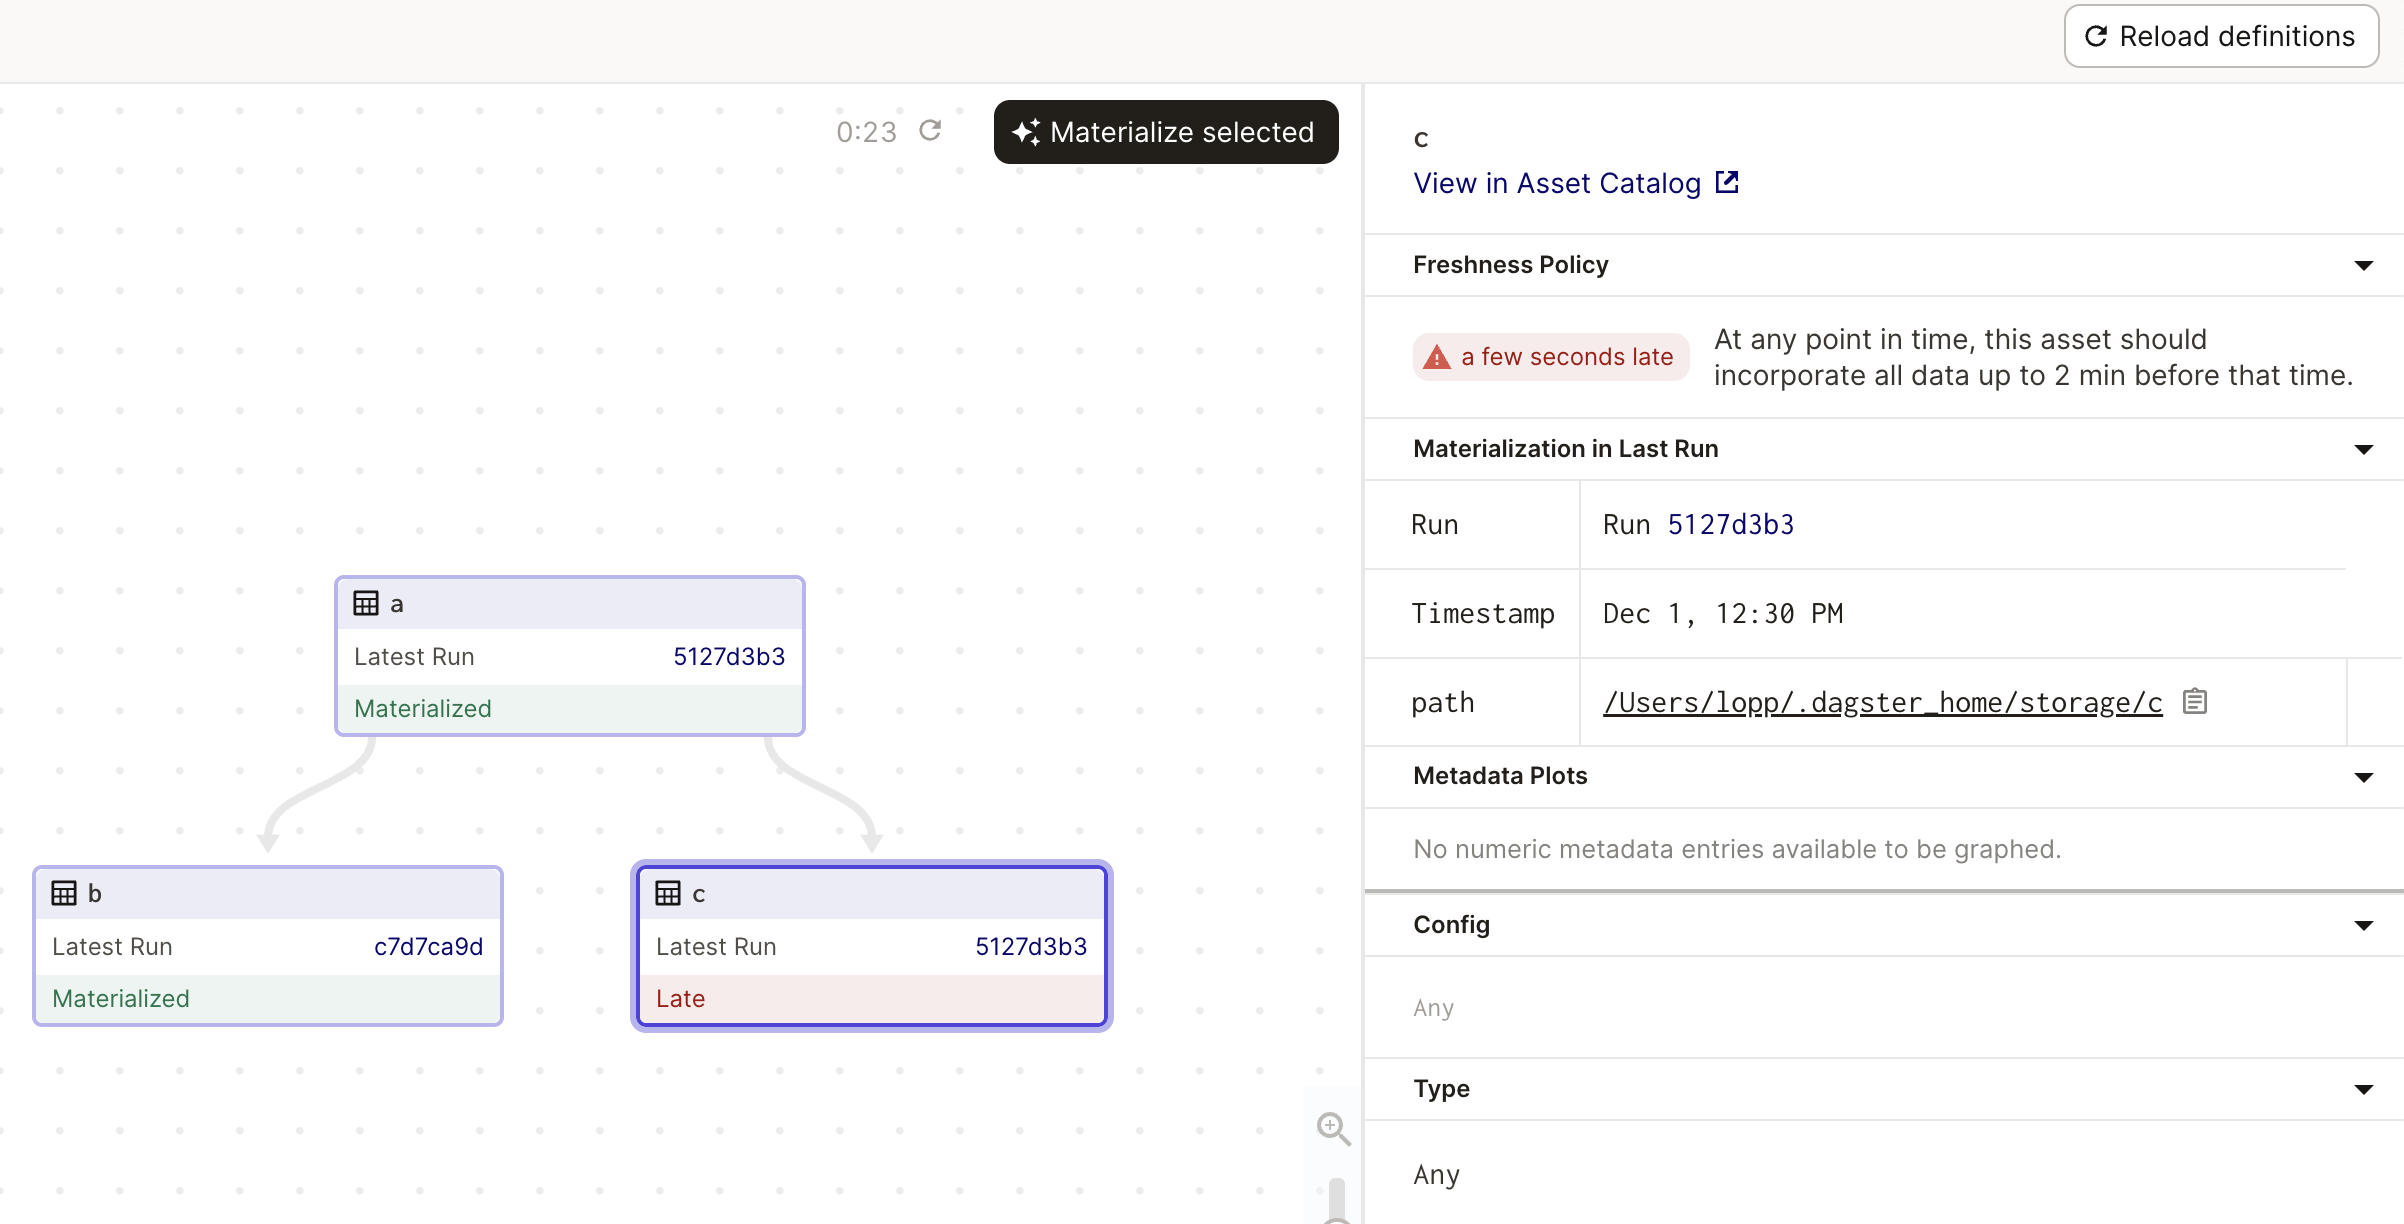 Reload definitions
0:23
Materialize selected
a
Latest Run 5127d3b3
Materialized
b
Latest Run c7d7ca9d
Materialized
c
Latest Run 5127d3b3
Late
c
View in Asset Catalog
Freshness Policy
a few seconds late
At any point in time, this asset should
incorporate all data up to 2 min before that time.
Materialization in Last Run
Run Run 5127d3b3
Timestamp Dec 1, 12:30 PM
path /Users/lopp/.dagster_home/storage/c
Metadata Plots
No numeric metadata entries available to be graphed.
Config
Any
Type
Any